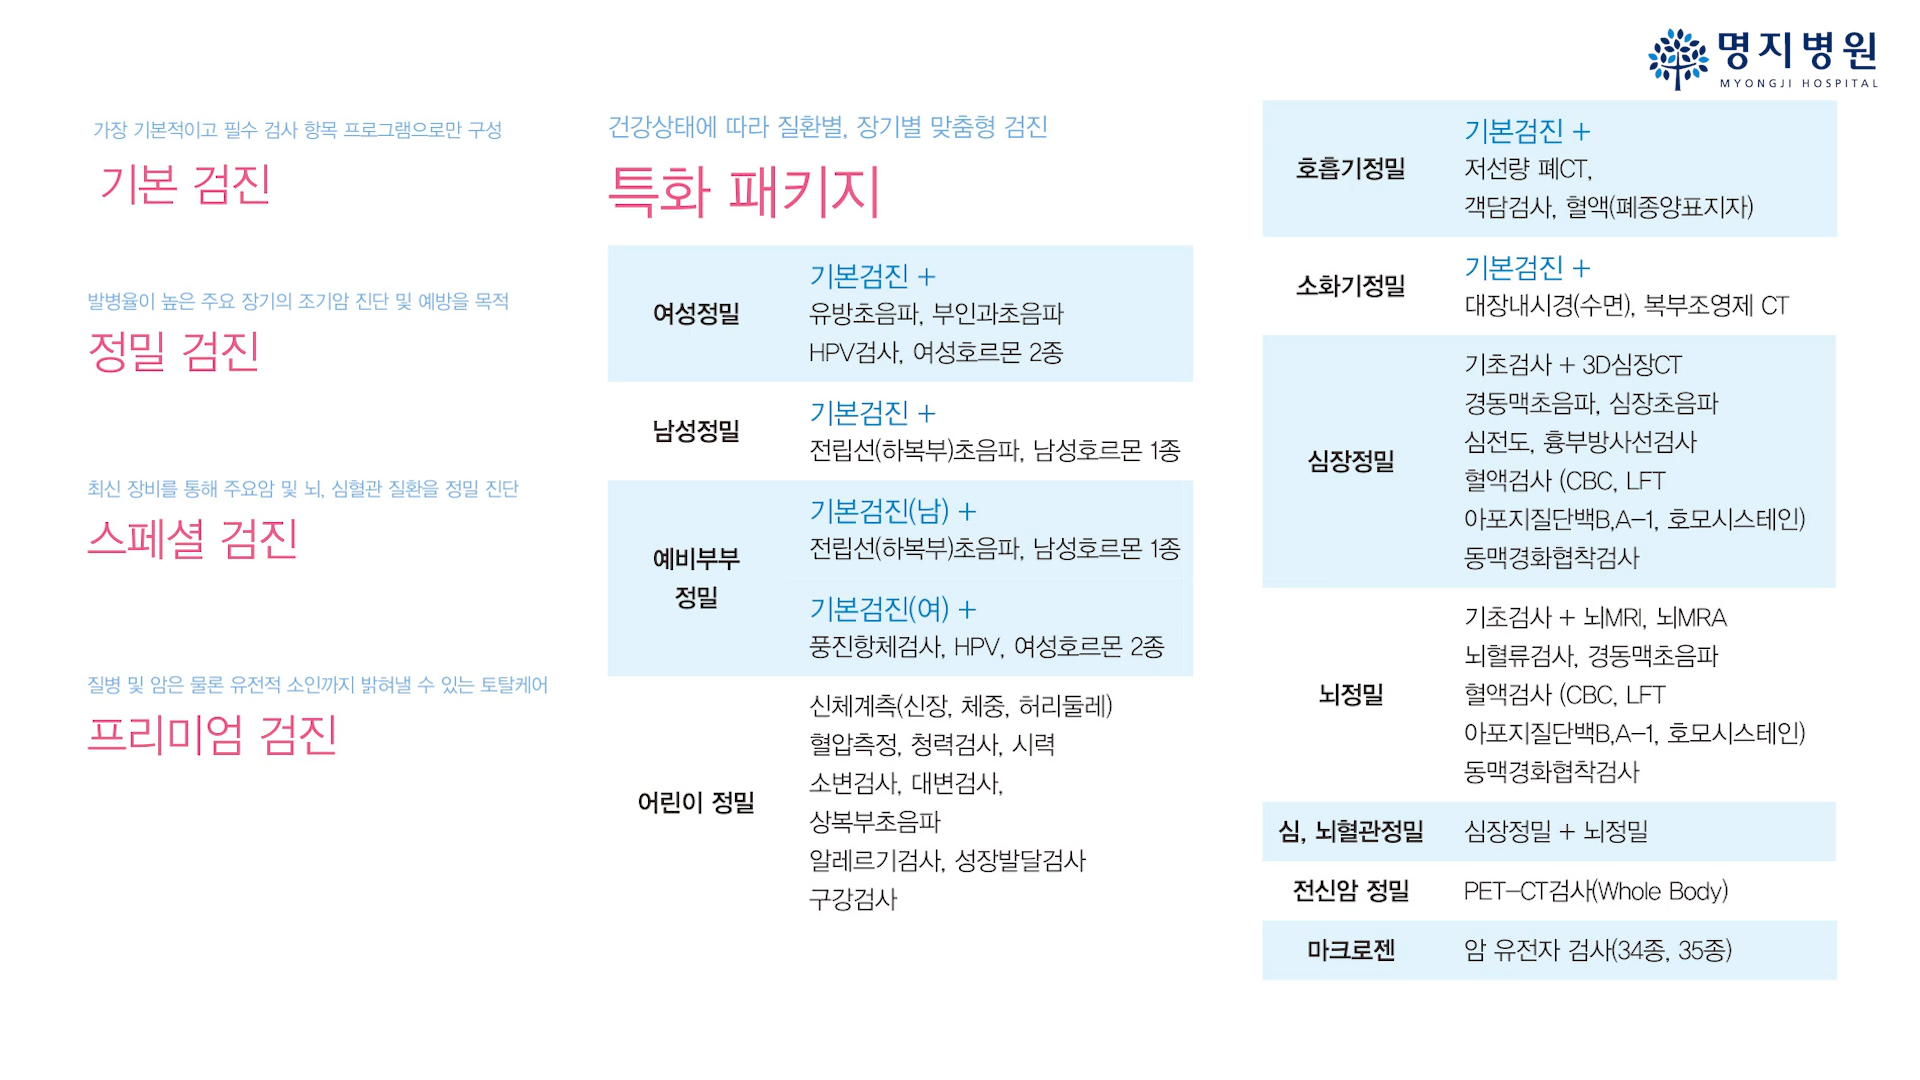 명지병원
MYONGJI HOSPITAL
가장 기본적이고 필수 검사 항목 프로그램으로만 구성
기본 검진
발병율이 높은 주요 장기의 조기암 진단 및 예방을 목적
정밀 검진
최신 장비를 통해 주요암 및 뇌, 심혈관 질환을 정밀 진단
스페셜 검진
질병 및 암은 물론 유전적 소인까지 밝혀낼 수 있는 토탈케어
프리미엄 검진
건강상태에 따라 질환별, 장기별 맞춤형 검진
특화 패키지
여성정밀
기본검진 +
유방초음파, 부인과초음파
HPV검사, 여성호르몬 2종
남성정밀
기본검진 +
전립선(하복부)초음파, 남성호르몬 1종
예비부부
정밀
기본검진(남) +
전립선(하복부)초음파, 남성호르몬 1종
기본검진(여) +
풍진항체검사, HPV, 여성호르몬 2종
어린이 정밀
신체계측(신장, 체중, 허리둘레)
혈압측정, 청력검사, 시력
소변검사, 대변검사,
상복부초음파
알레르기검사, 성장발달검사
구강검사
호흡기정밀
기본검진 +
저선량 폐CT,
객담검사, 혈액(폐종양표지자)
소화기정밀
기본검진 +
대장내시경(수면), 복부조영제 CT
심장정밀
기초검사 + 3D심장CT
경동맥초음파, 심장초음파
심전도, 흉부방사선검사
혈액검사 (CBC, LFT
아포지질단백B,A-1, 호모시스테인)
동맥경화협착검사
뇌정밀
기초검사 + 뇌MRI, 뇌MRA
뇌혈류검사, 경동맥초음파
혈액검사 (CBC, LFT
아포지질단백B,A-1, 호모시스테인)
동맥경화협착검사
심, 뇌혈관정밀
심장정밀 + 뇌정밀
전신암 정밀
PET-CT검사(Whole Body)
마크로젠
암 유전자 검사(34종, 35종)